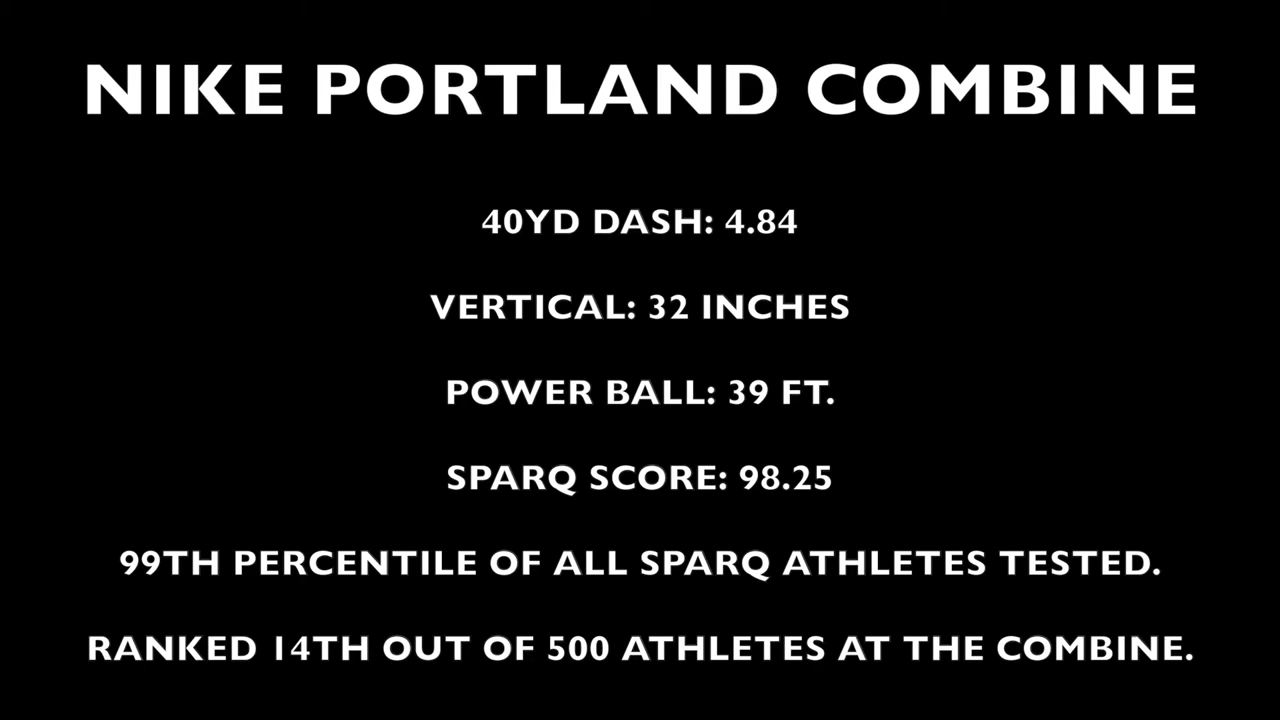 NIKE PORTLAND COMBINE
40YD DASH: 4.84
VERTICAL: 32 INCHES
POWER BALL: 39 FT.
SPARQ SCORE: 98.25
99TH PERCENTILE OF ALL SPARQ ATHLETES TESTED.
RANKED 14TH OUT OF 500 ATHLETES AT THE COMBINE.